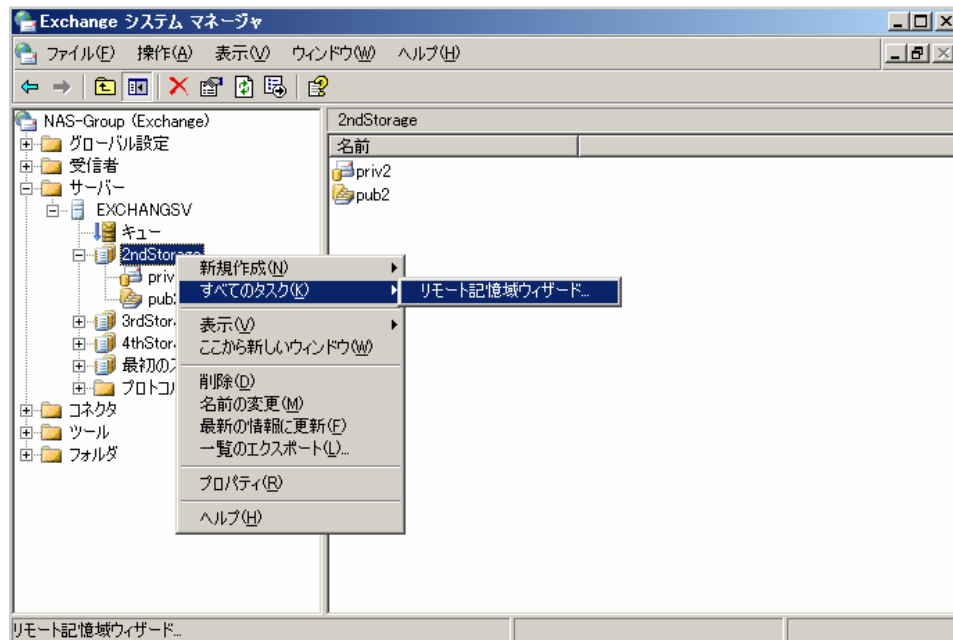 Exchange システム マネージャ
ファイル(F) 操作(A) 表示(V) ウィンドウ(W) ヘルプ(H)
NAS-Group (Exchange)
グローバル設定
受信者
サーバー
EXCHANGSV
キュー
2ndStorage
priv
pub2
3rdStor
4thStor
最初のス
プロトコル
コネクタ
ツール
フォルダ
新規作成(N)
すべてのタスク(K)
表示(V)
ここから新しいウィンドウ(W)
削除(D)
名前の変更(M)
最新の情報に更新(F)
一覧のエクスポート(L)...
プロパティ(R)
ヘルプ(H)
リモート記憶域ウィザード...
2ndStorage
名前
priv2
pub2
リモート記憶域ウィザード...